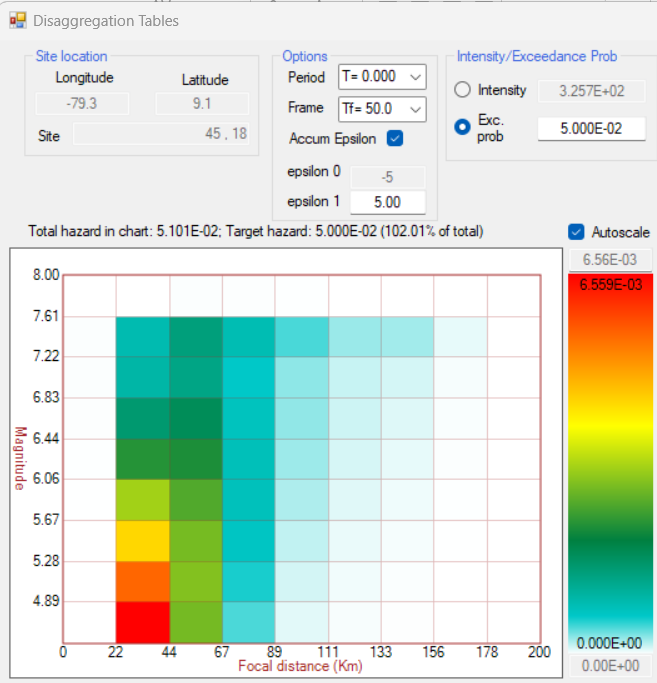 Disaggregation Tables
Site location
Longitude Latitude
-79.3 9.1
Site 45 , 18
Options
Period T= 0.000
Frame Tf= 50.0
Accum Epsilon
epsilon 0 -5
epsilon 1 5.00
Intensity/Exceedance Prob
Intensity 3.257E+02
Exc. prob 5.000E-02
Total hazard in chart: 5.101E-02; Target hazard: 5.000E-02 (102.01% of total)
Autoscale
6.56E-03
6.559E-03
8.00
7.61
7.22
6.83
6.44
6.06
5.67
5.28
4.89
Magnitude
0 22 44 67 89 111 133 156 178 200
Focal distance (Km)
0.000E+00
0.00E+00